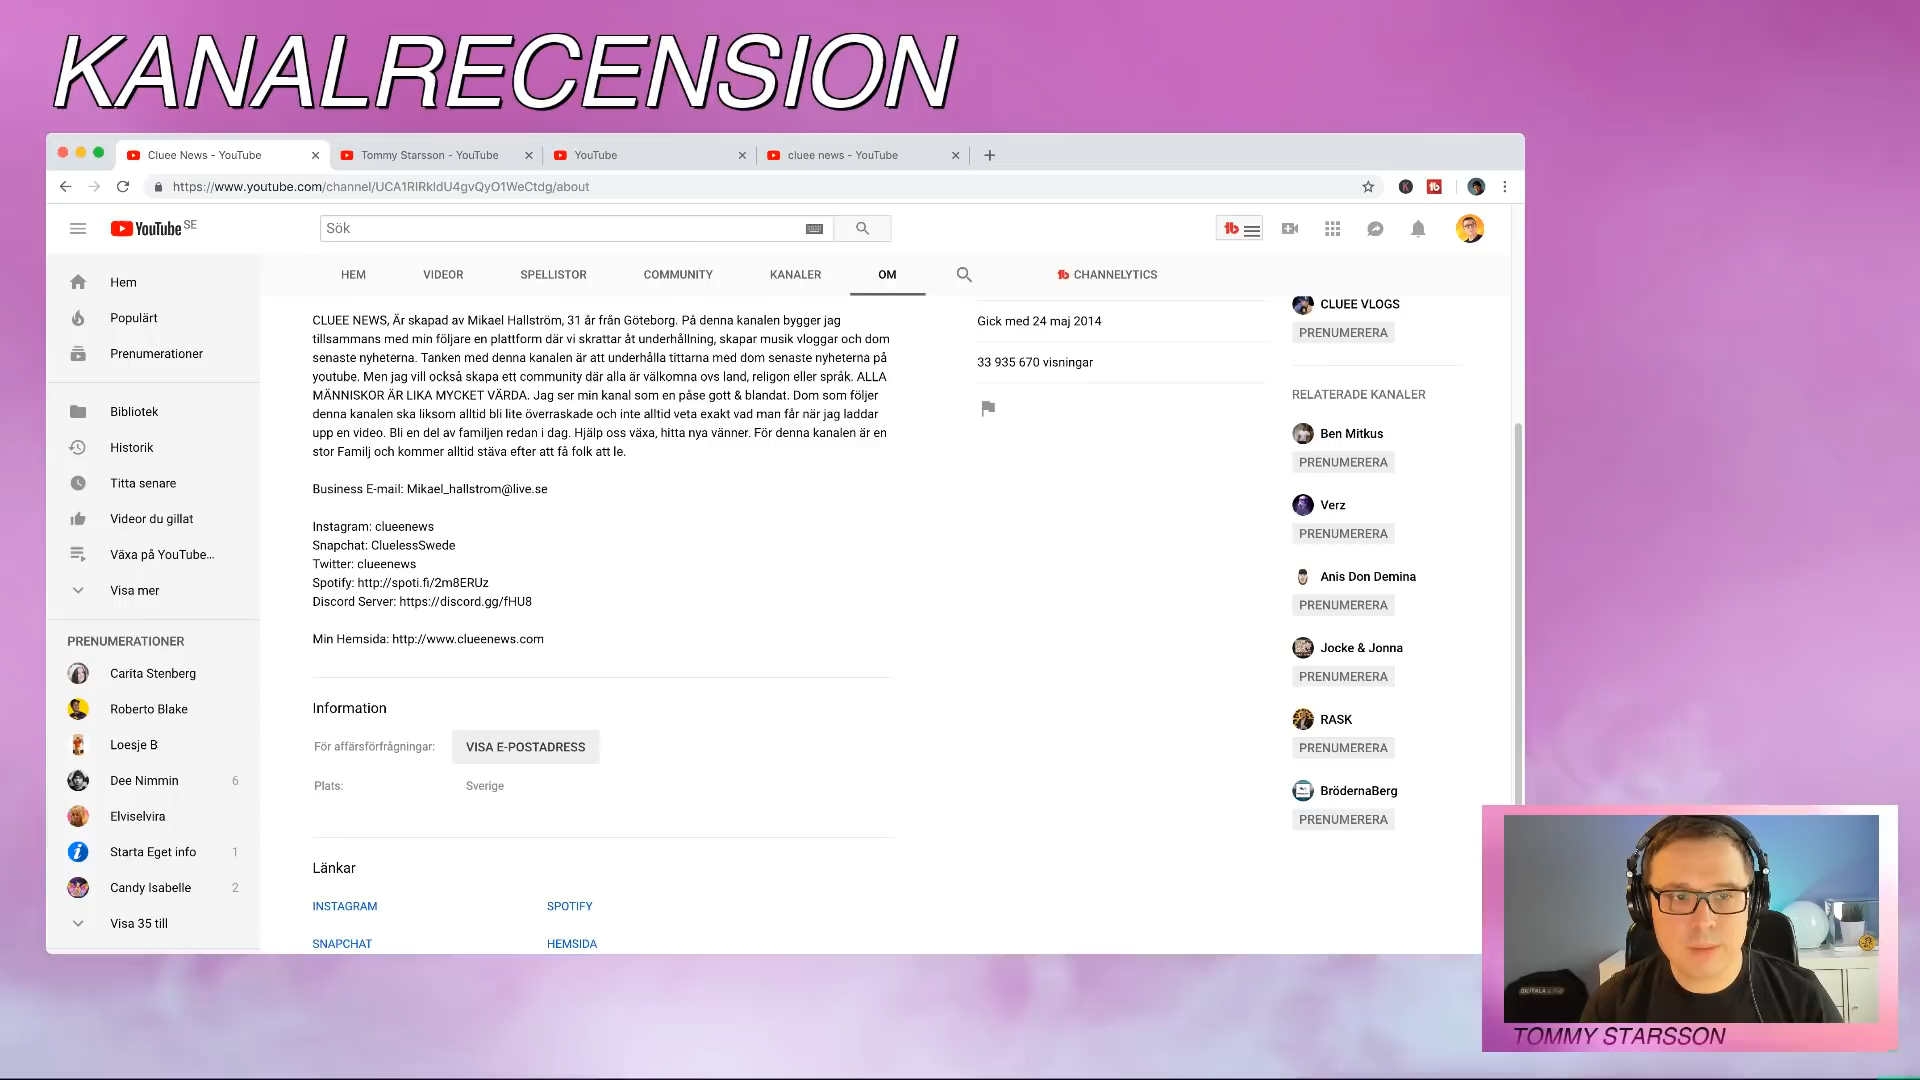 KANALRECENSION
Cluee News - YouTube
Tommy Starsson - YouTube
YouTube
cluee news - YouTube
https://www.youtube.com/channel/UCA1RIRkldU4gvQyO1WeCtdg/about
YouTube SE
Sök
HEM
VIDEOR
SPELLISTOR
COMMUNITY
KANALER
OM
CHANNELYTICS
Hem
Populärt
Prenumerationer
Bibliotek
Historik
Titta senare
Videor du gillat
Växa på YouTube...
Visa mer
PRENUMERATIONER
Carita Stenberg
Roberto Blake
Loesje B
Dee Nimmin 6
Elviselvira
Starta Eget info 1
Candy Isabelle 2
Visa 35 till
CLUEE NEWS, Är skapad av Mikael Hallström, 31 år från Göteborg. På denna kanalen bygger jag
tillsammans med min följare en plattform där vi skrattar åt underhållning, skapar musik vloggar och dom
senaste nyheterna. Tanken med denna kanalen är att underhålla tittarna med dom senaste nyheterna på
youtube. Men jag vill också skapa ett community där alla är välkomna ovs land, religon eller språk. ALLA
MÄNNISKOR ÄR LIKA MYCKET VÄRDA. Jag ser min kanal som en påse gott & blandat. Dom som följer
denna kanalen ska liksom alltid bli lite överraskade och inte alltid veta exakt vad man får när jag laddar
upp en video. Bli en del av familjen redan i dag. Hjälp oss växa, hitta nya vänner. För denna kanalen är en
stor Familj och kommer alltid stäva efter att få folk att le.
Business E-mail: Mikael_hallstrom@live.se
Instagram: clueenews
Snapchat: CluelessSwede
Twitter: clueenews
Spotify: http://spoti.fi/2m8ERUz
Discord Server: https://discord.gg/fHU8
Min Hemsida: http://www.clueenews.com
Information
För affärsförfrågningar:
VISA E-POSTADRESS
Plats:
Sverige
Länkar
INSTAGRAM
SPOTIFY
SNAPCHAT
HEMSIDA
Gick med 24 maj 2014
33 935 670 visningar
CLUEE VLOGS
PRENUMERERA
RELATERADE KANALER
Ben Mitkus
PRENUMERERA
Verz
PRENUMERERA
Anis Don Demina
PRENUMERERA
Jocke & Jonna
PRENUMERERA
RASK
PRENUMERERA
BrödernaBerg
PRENUMERERA
TOMMY STARSSON